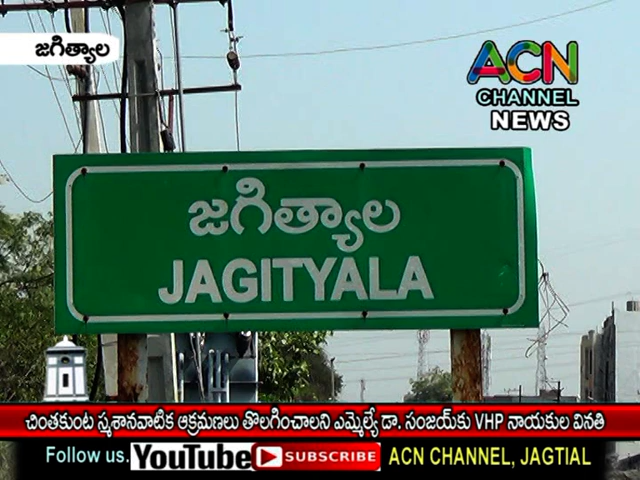 జగిత్యాల
ACN
CHANNEL
NEWS
జగిత్యాల
JAGITYALA
చింతకుంట స్మశానవాటిక ఆక్రమణలు తొలగించాలని ఎమ్మెల్యే డా. సంజయ్‌కు VHP నాయకుల వినతి
Follow us. YouTube SUBSCRIBE ACN CHANNEL, JAGTIAL